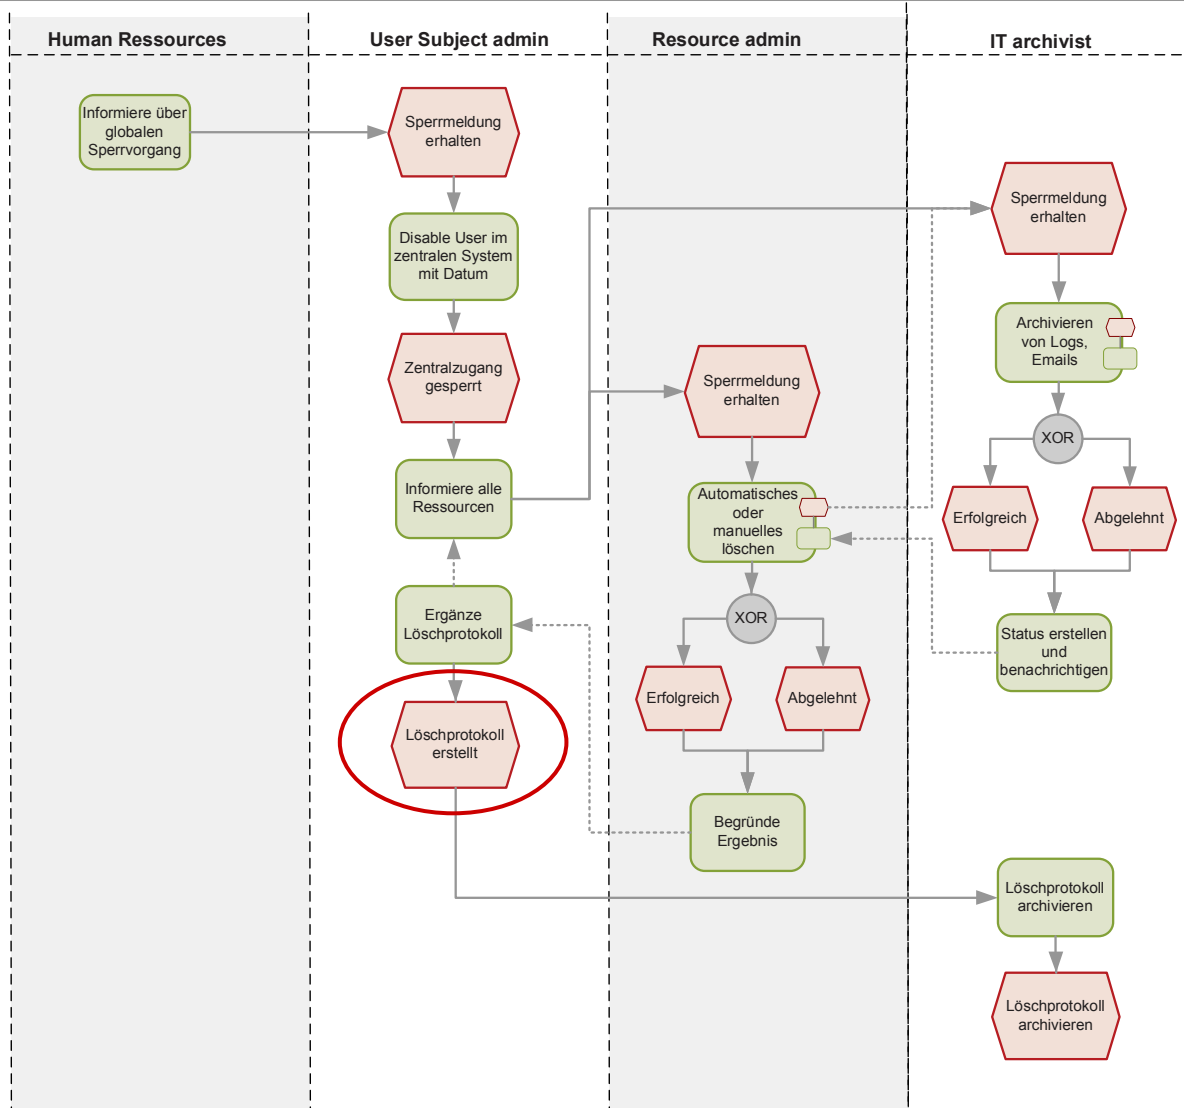 Human Ressources
User Subject admin
Resource admin
IT archivist
Informiere über
globalen
Sperrvorgang
Sperrmeldung
erhalten
Disable User im
zentralen System
mit Datum
Zentralzugang
gesperrt
Informiere alle
Ressourcen
Ergänze
Löschprotokoll
Löschprotokoll
erstellt
Sperrmeldung
erhalten
Automatisches
oder
manuelles
löschen
XOR
Erfolgreich
Abgelehnt
Begründe
Ergebnis
Sperrmeldung
erhalten
Archivieren
von Logs,
Emails
XOR
Erfolgreich
Abgelehnt
Status erstellen
und
benachrichtigen
Löschprotokoll
archivieren
Löschprotokoll
archivieren